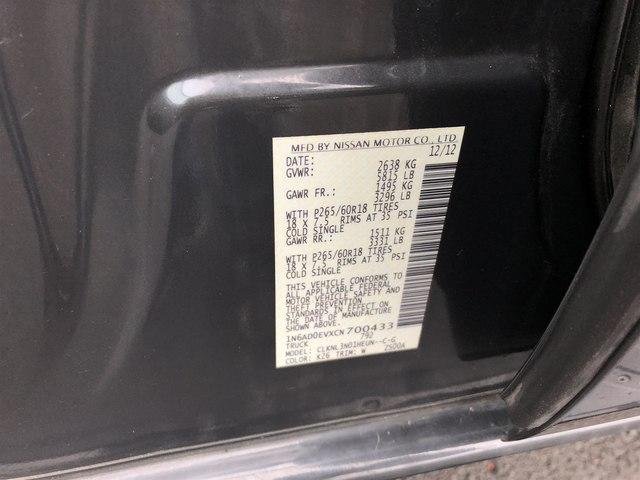 MFD BY NISSAN MOTOR CO., LTD.
DATE: 12/12
GVWR: 2638 KG
5815 LB
GAWR FR.: 1495 KG
3296 LB
WITH P265/60R18 TIRES
18 X 7.5 RIMS AT 35 PSI
COLD SINGLE
GAWR RR.: 1511 KG
3331 LB
WITH P265/60R18 TIRES
18 X 7.5 RIMS AT 35 PSI
COLD SINGLE
THIS VEHICLE CONFORMS TO
ALL APPLICABLE FEDERAL
MOTOR VEHICLE SAFETY AND
THEFT PREVENTION
STANDARDS IN EFFECT ON
THE DATE OF MANUFACTURE
SHOWN ABOVE.
1N6AD0EVXCN700433
TRUCK 792
MODEL: CLKNL3N01HEUN--C-G
COLOR: K26 TRIM: W Z500A